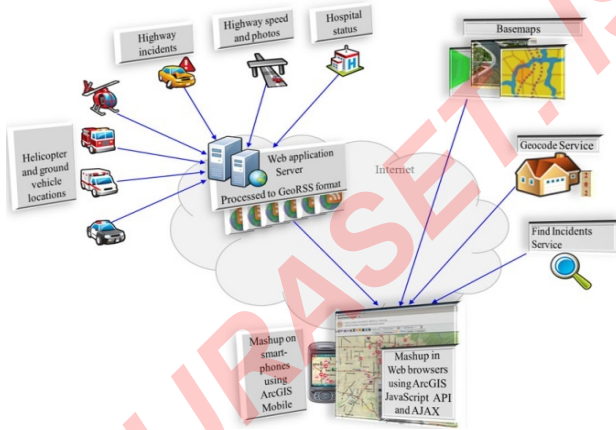 Highway
incidents
Highway speed
and photos
Hospital
status
Basemaps
Helicopter
and ground
vehicle
locations
Web application
Server
Processed to GeoRSS format
Internet
Geocode Service
Find Incidents
Service
Mashup on
smart-
phones
using
ArcGIS
Mobile
Mashup in
Web browsers
using ArcGIS
JavaScript API
and AJAX
H